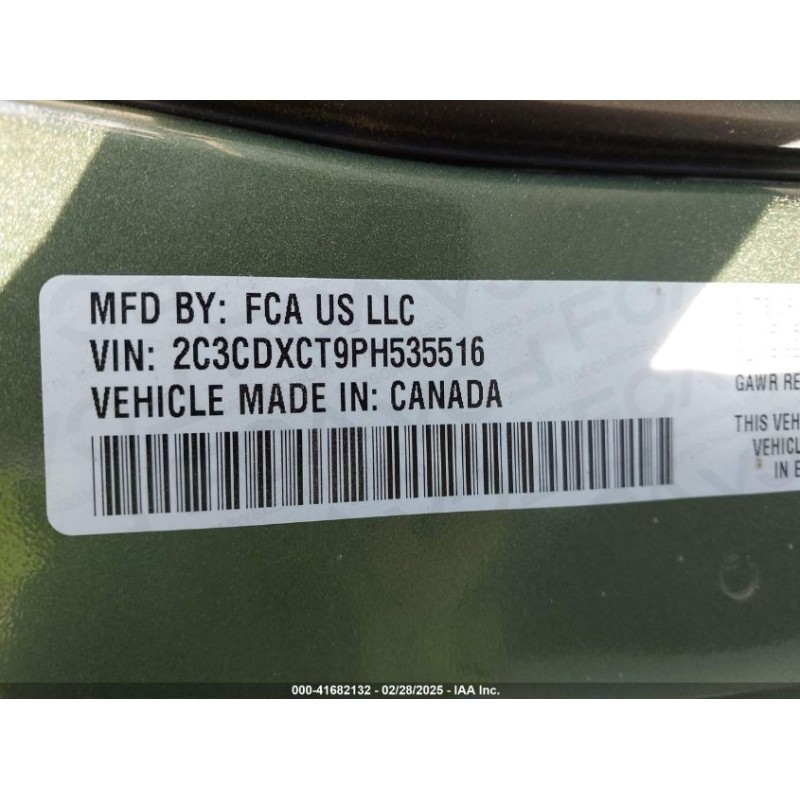 MFD BY: FCA US LLC
VIN: 2C3CDXCT9PH535516
VEHICLE MADE IN: CANADA
GAWR RE
THIS VEH
VEHICL
IN E
000-41682132 - 02/28/2025 - IAA Inc.